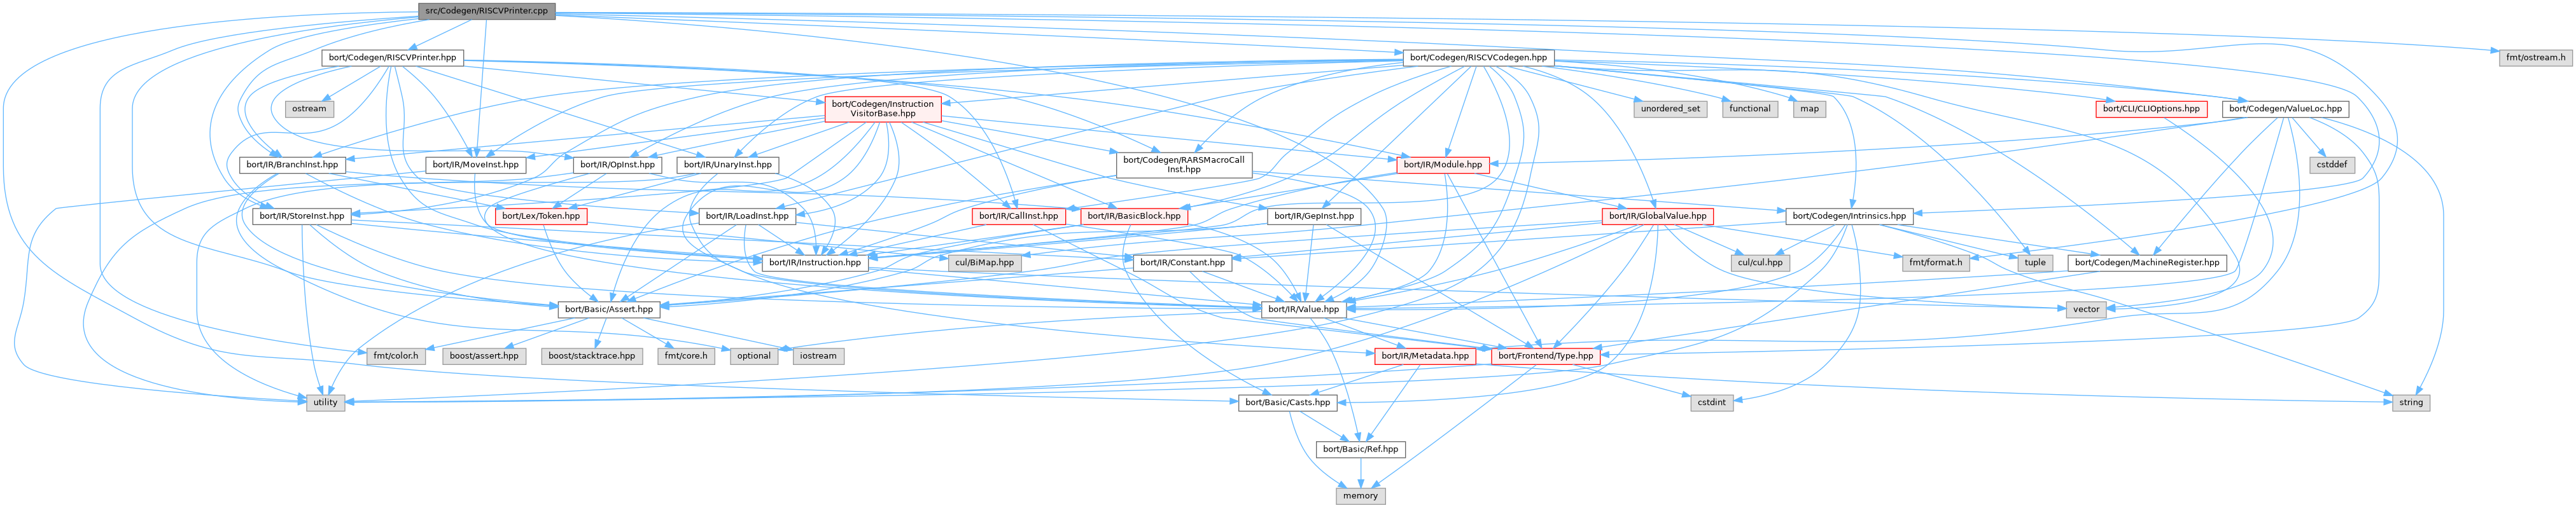 src/Codegen/RISCVPrinter.cpp
bort/Codegen/RISCVPrinter.hpp
bort/Codegen/RISCVCodegen.hpp
fmt/ostream.h
ostream
bort/Codegen/Instruction
VisitorBase.hpp
unordered_set
functional
map
bort/CLI/CLIOptions.hpp
bort/Codegen/ValueLoc.hpp
bort/IR/BranchInst.hpp
bort/IR/MoveInst.hpp
bort/IR/OpInst.hpp
bort/IR/UnaryInst.hpp
bort/Codegen/RARSMacroCall
Inst.hpp
bort/IR/Module.hpp
cstddef
bort/IR/StoreInst.hpp
bort/Lex/Token.hpp
bort/IR/LoadInst.hpp
bort/IR/CallInst.hpp
bort/IR/BasicBlock.hpp
bort/IR/GepInst.hpp
bort/IR/GlobalValue.hpp
bort/Codegen/Intrinsics.hpp
bort/IR/Instruction.hpp
cul/BiMap.hpp
bort/IR/Constant.hpp
cul/cul.hpp
fmt/format.h
tuple
bort/Codegen/MachineRegister.hpp
bort/Basic/Assert.hpp
bort/IR/Value.hpp
vector
fmt/color.h
boost/assert.hpp
boost/stacktrace.hpp
fmt/core.h
optional
iostream
bort/IR/Metadata.hpp
bort/Frontend/Type.hpp
utility
bort/Basic/Casts.hpp
cstdint
string
bort/Basic/Ref.hpp
memory